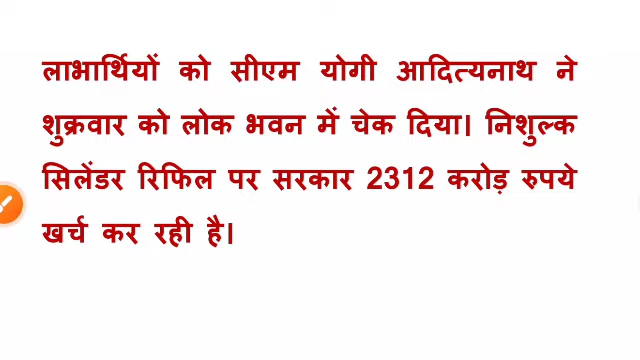 लाभार्थियों को सीएम योगी आदित्यनाथ ने
शुक्रवार को लोक भवन में चेक दिया। निशुल्क
सिलेंडर रिफिल पर सरकार 2312 करोड़ रुपये
खर्च कर रही है।